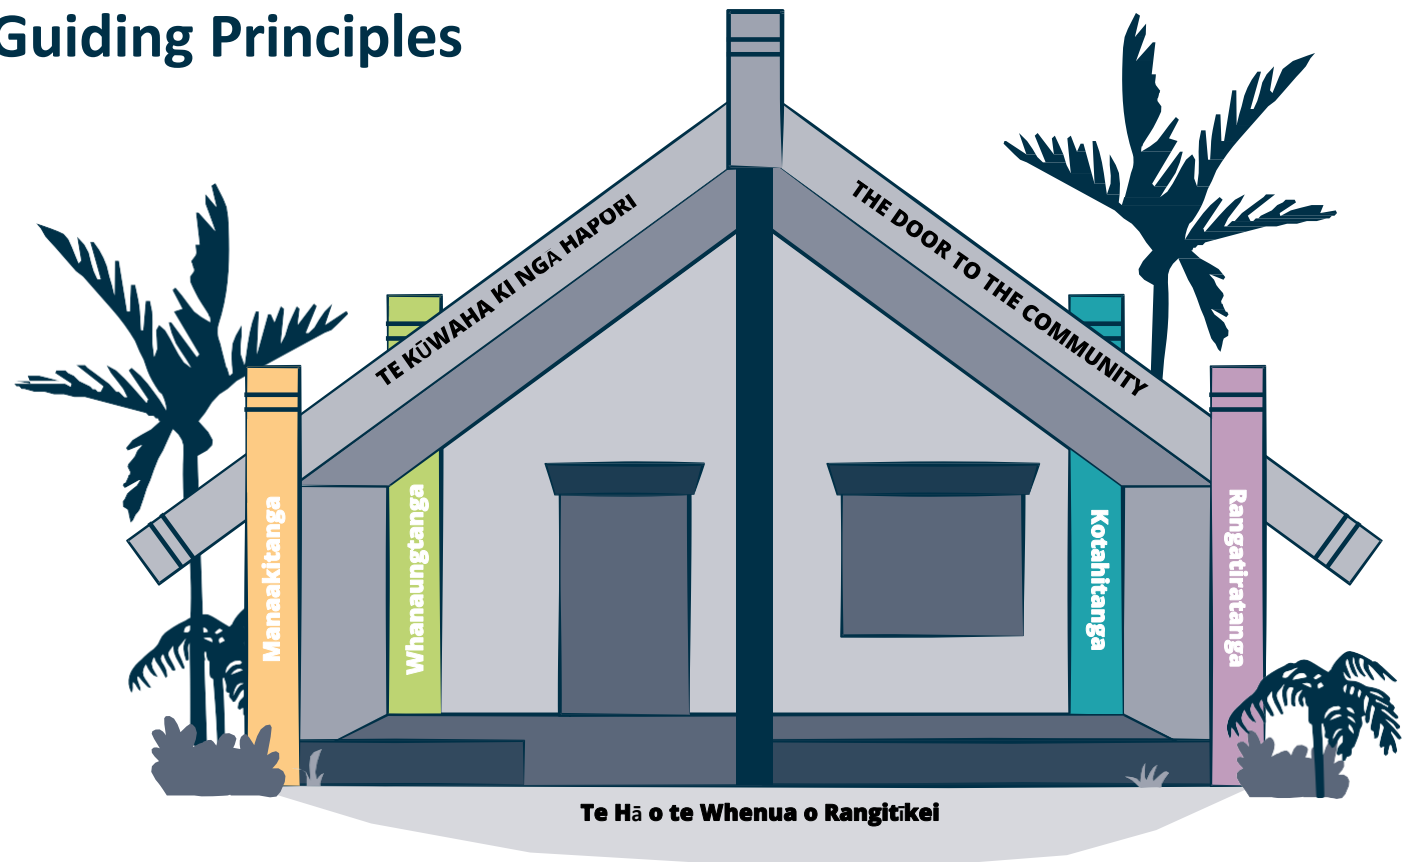 Guiding Principles
TE KŪWAHA KI NGĀ HAPORI
THE DOOR TO THE COMMUNITY
Manaakitanga
Whanaungtanga
Kotahitanga
Rangatiratanga
Te Hā o te Whenua o Rangitīkei